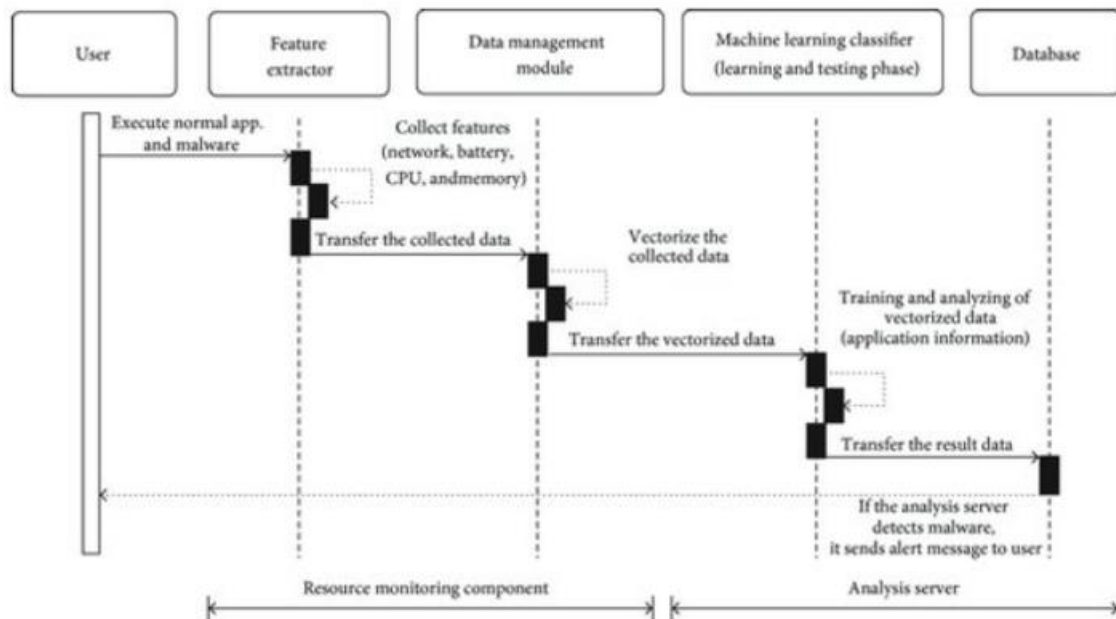 User
Feature
extractor
Data management
module
Machine learning classifier
(learning and testing phase)
Database
Execute normal app.
and malware
Collect features
(network, battery,
CPU, andmemory)
Transfer the collected data
Vectorize the
collected data
Transfer the vectorized data
Training and analyzing of
vectorized data
(application information)
Transfer the result data
If the analysis server
detects malware,
it sends alert message to user
Resource monitoring component
Analysis server